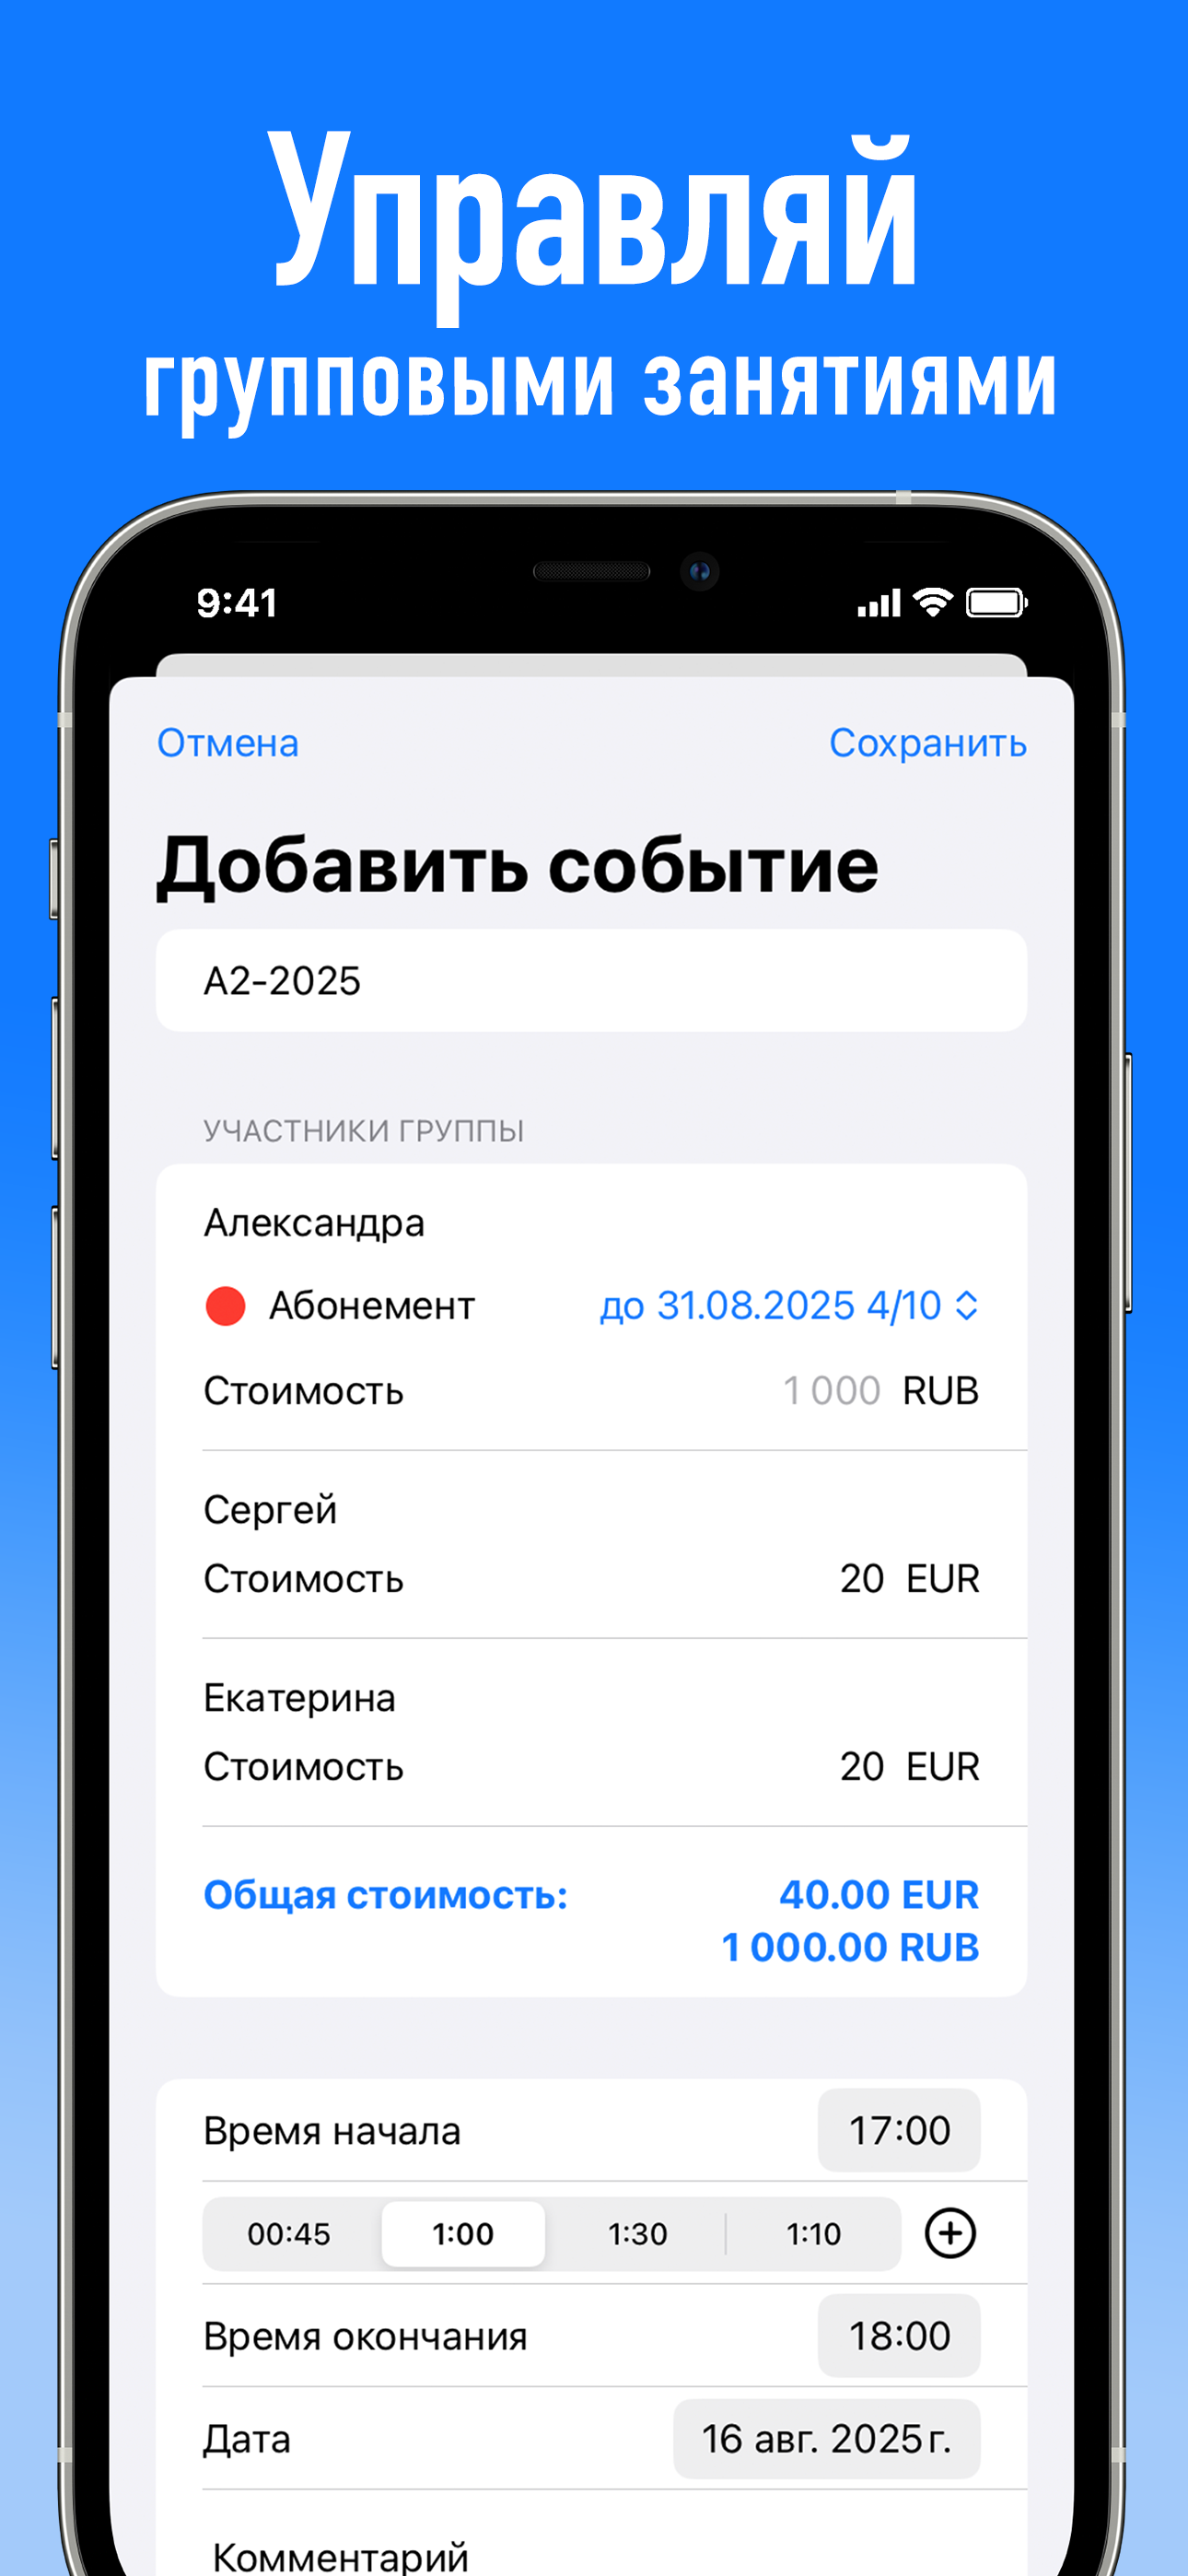 Управляй
групповыми занятиями
9:41
Отмена Сохранить
Добавить событие
A2-2025
УЧАСТНИКИ ГРУППЫ
Александра
Абонемент до 31.08.2025 4/10
Стоимость 1 000 RUB
Сергей
Стоимость 20 EUR
Екатерина
Стоимость 20 EUR
Общая стоимость: 40.00 EUR
1 000.00 RUB
Время начала 17:00
00:45 1:00 1:30 1:10
Время окончания 18:00
Дата 16 авг. 2025 г.
Комментарий